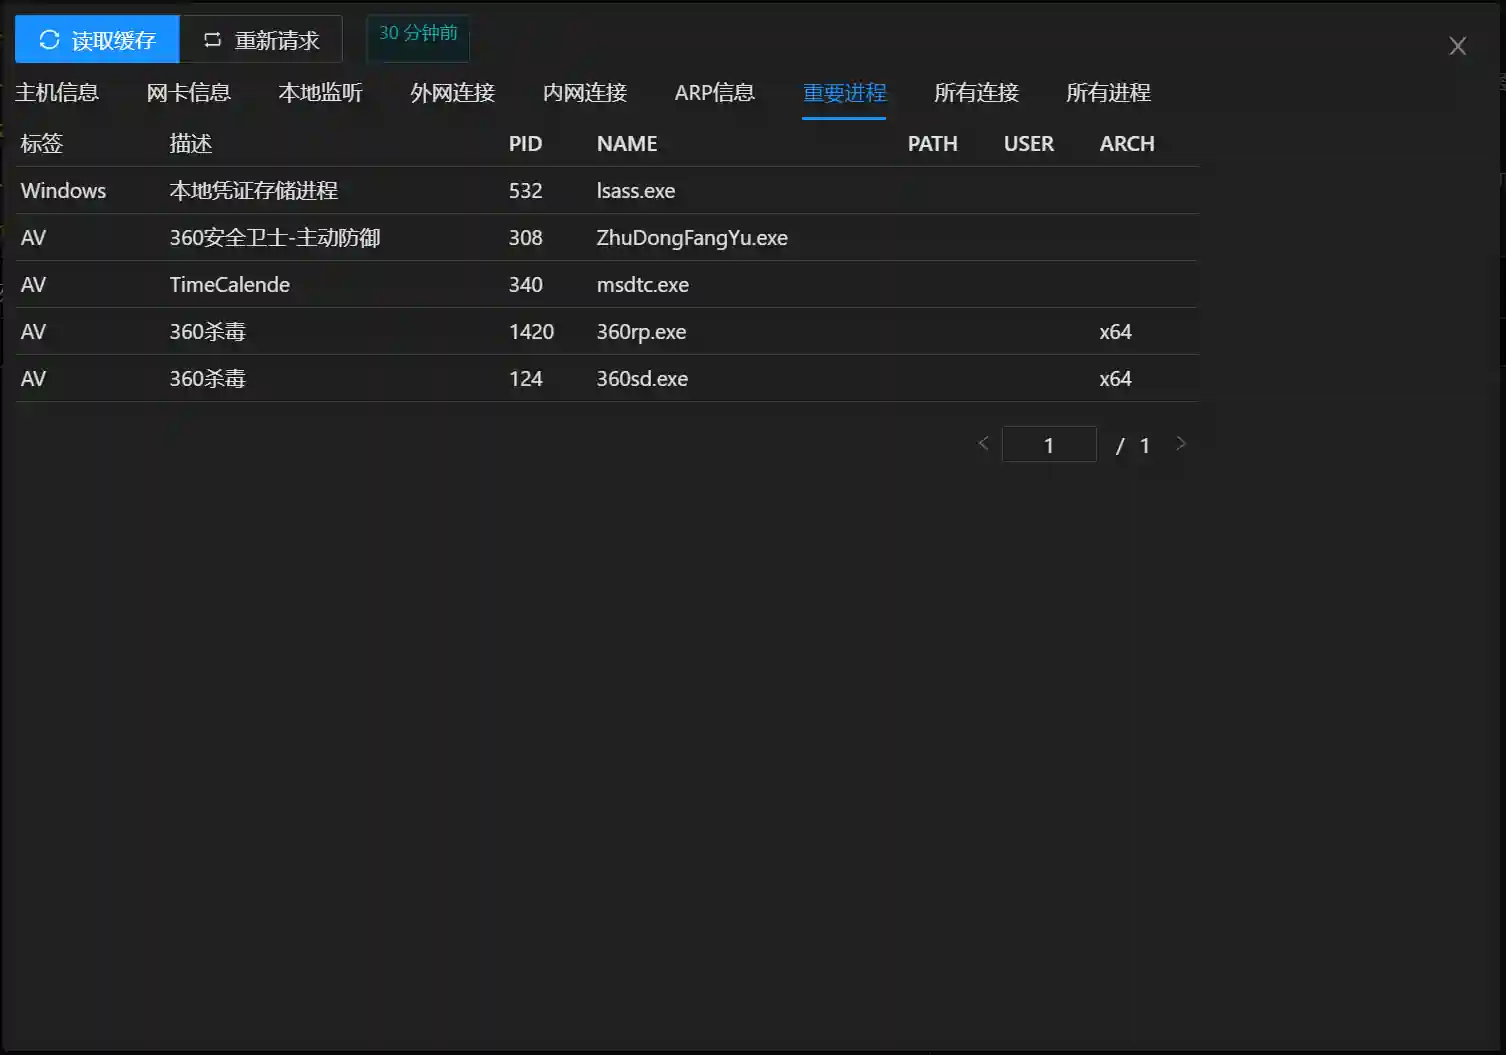 读取缓存 重新请求 30 分钟前
主机信息 网卡信息 本地监听 外网连接 内网连接 ARP信息 重要进程 所有连接 所有进程
标签 描述 PID NAME PATH USER ARCH
Windows 本地凭证存储进程 532 lsass.exe
AV 360安全卫士-主动防御 308 ZhuDongFangYu.exe
AV TimeCalende 340 msdtc.exe
AV 360杀毒 1420 360rp.exe x64
AV 360杀毒 124 360sd.exe x64
1 / 1